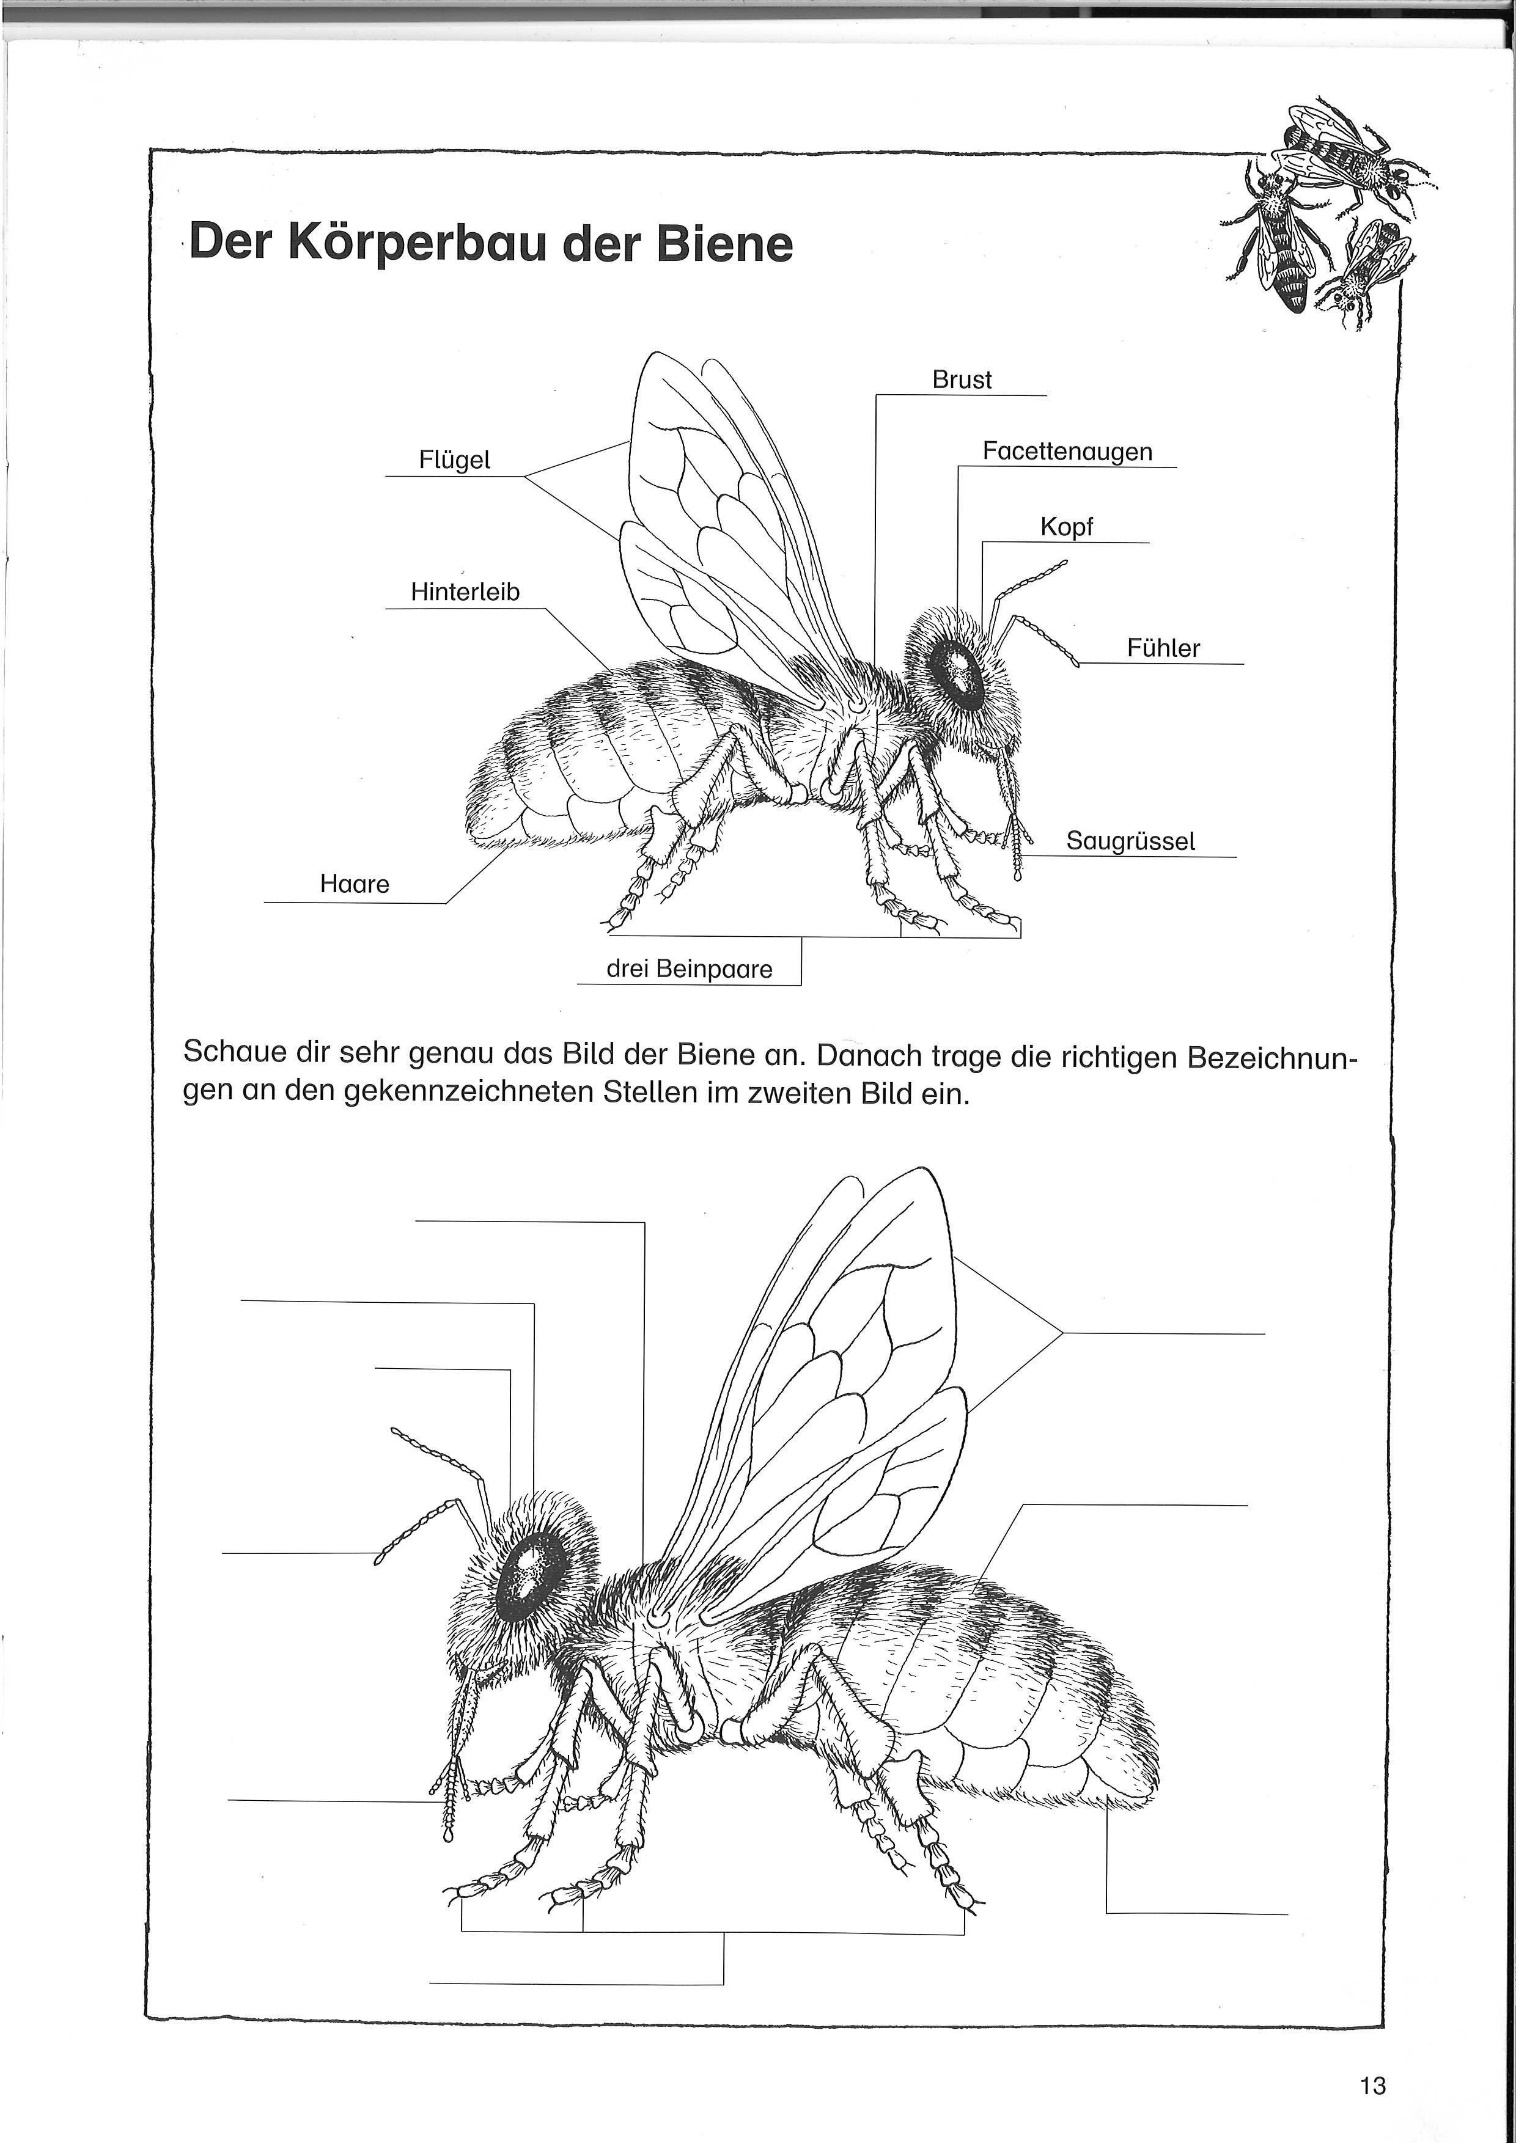 Der Körperbau der Biene
Brust
Facettenaugen
Flügel
Kopf
Hinterleib
Fühler
Saugrüssel
Haare
drei Beinpaare
Schaue dir sehr genau das Bild der Biene an. Danach trage die richtigen Bezeichnun-
gen an den gekennzeichneten Stellen im zweiten Bild ein.
13